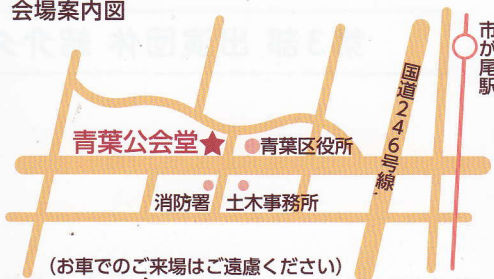 会場案内図
市が尾駅
国道246号線
青葉公会堂★
青葉区役所
消防署
土木事務所
(お車でのご来場はご遠慮ください)